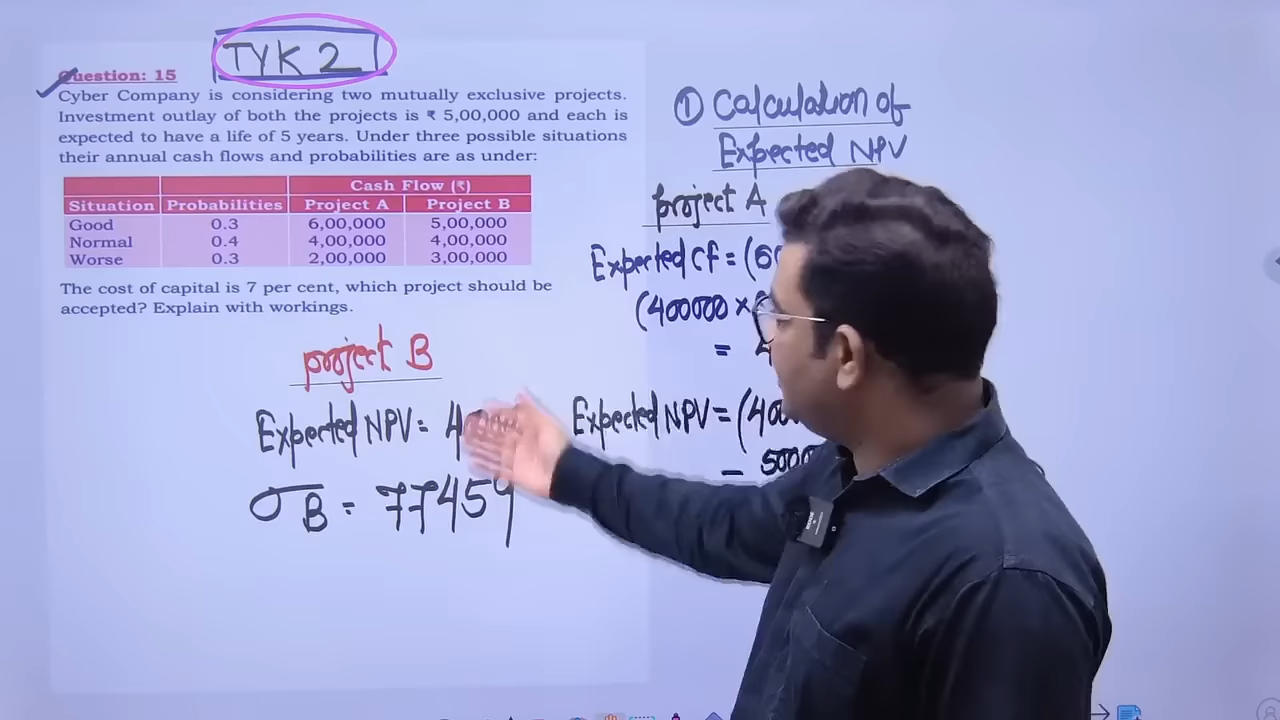 TYK 2
Question: 15
Cyber Company is considering two mutually exclusive projects.
Investment outlay of both the projects is ₹ 5,00,000 and each is
expected to have a life of 5 years. Under three possible situations
their annual cash flows and probabilities are as under:
Cash Flow (₹)
Situation Probabilities Project A Project B
Good 0.3 6,00,000 5,00,000
Normal 0.4 4,00,000 4,00,000
Worse 0.3 2,00,000 3,00,000
The cost of capital is 7 per cent, which project should be
accepted? Explain with workings.
project B
Expected NPV =
σB = 77459
① Calculation of
Expected NPV
project A
Expected CF = (
(400000 ×
=
Expected NPV = (